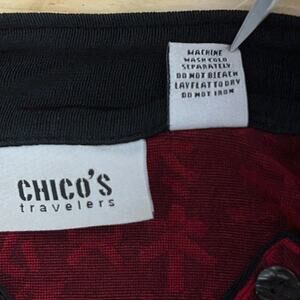 MACHINE
WASH COLD
SEPARATELY
DO NOT BLEACH
LAY FLAT TO DRY
DO NOT IRON
CHICO'S
travelers